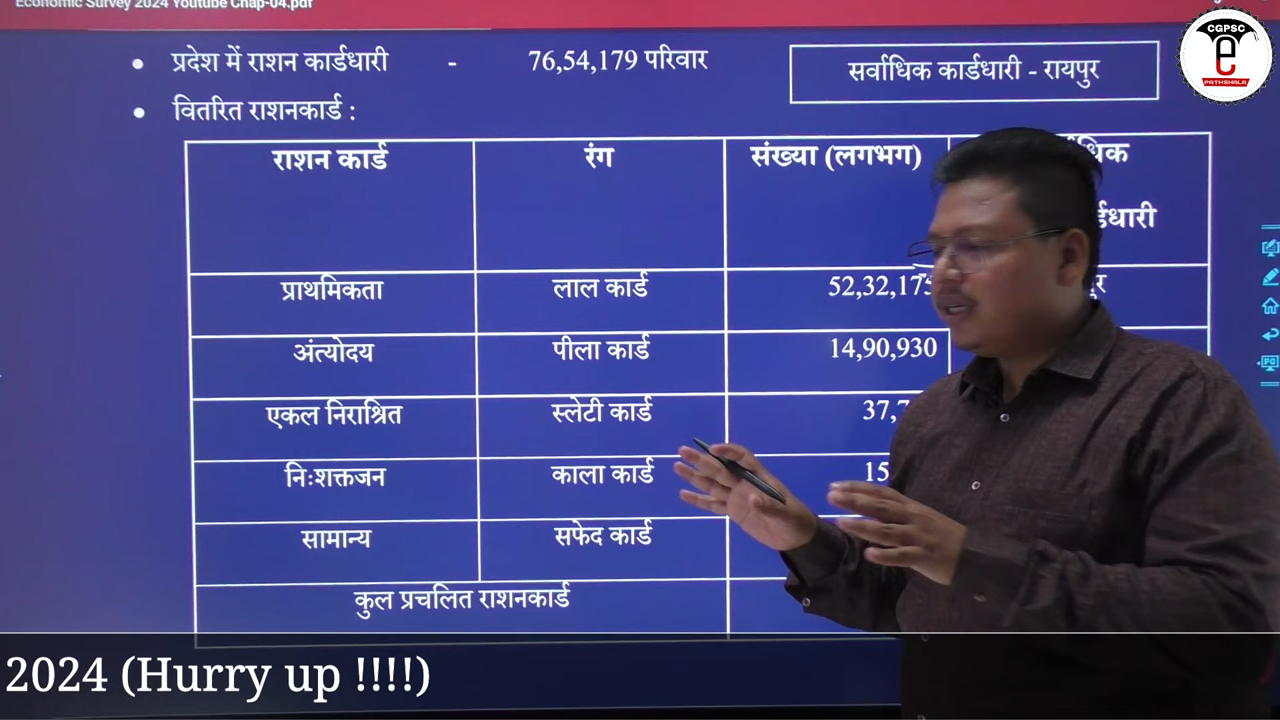 Economic Survey 2024 Youtube Chap-04.pdf
CGPSC
e
PATHSHALA
प्रदेश में राशन कार्डधारी - 76,54,179 परिवार
सर्वाधिक कार्डधारी - रायपुर
वितरित राशनकार्ड :
राशन कार्ड रंग संख्या (लगभग)
प्राथमिकता लाल कार्ड
अंत्योदय पीला कार्ड 14,90,930
एकल निराश्रित स्लेटी कार्ड
निःशक्तजन काला कार्ड
सामान्य सफेद कार्ड
कुल प्रचलित राशनकार्ड
2024 (Hurry up !!!!)